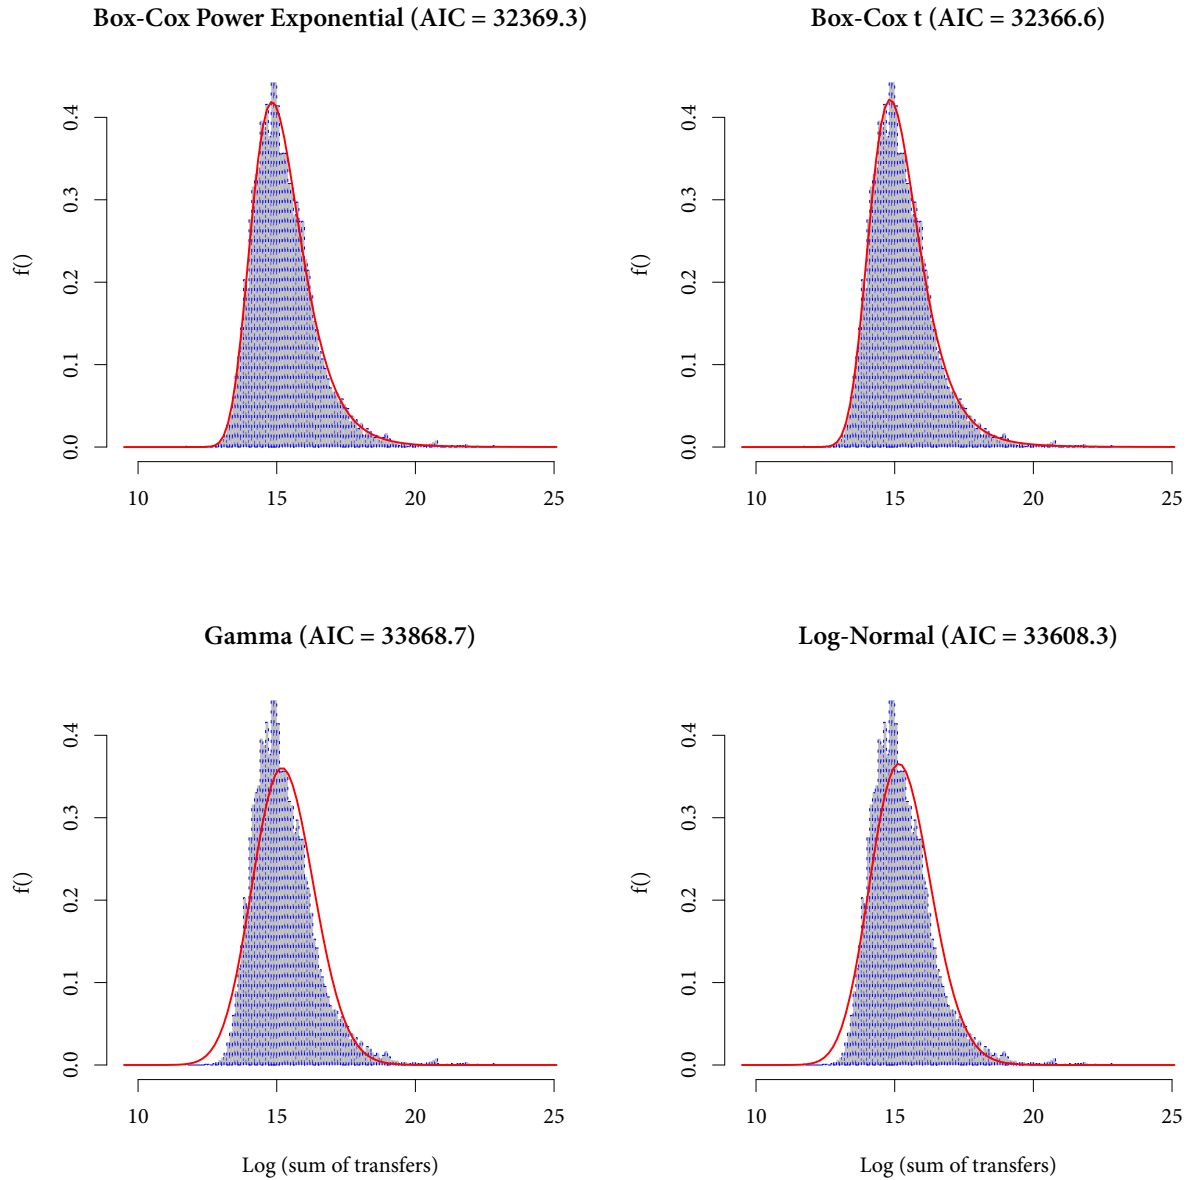 Box-Cox Power Exponential (AIC = 32369.3)
f()
0.0 0.1 0.2 0.3 0.4
10 15 20 25
Box-Cox t (AIC = 32366.6)
f()
0.0 0.1 0.2 0.3 0.4
10 15 20 25
Gamma (AIC = 33868.7)
f()
0.0 0.1 0.2 0.3 0.4
10 15 20 25
Log (sum of transfers)
Log-Normal (AIC = 33608.3)
f()
0.0 0.1 0.2 0.3 0.4
10 15 20 25
Log (sum of transfers)